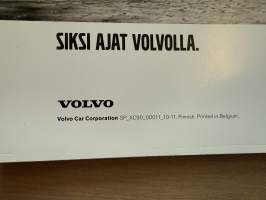 SIKSI AJAT VOLVOLLA.
VOLVO
Volvo Car Corporation SP_XC90_00011_10-11, Finnish. Printed in Belgium.